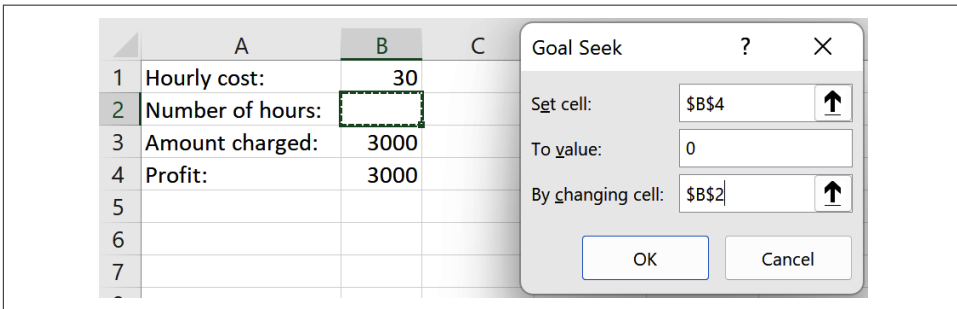 A B C
1 Hourly cost: 30
2 Number of hours:
3 Amount charged: 3000
4 Profit: 3000
5
6
7
Goal Seek ? ×
Set cell: $B$4
To value: 0
By changing cell: $B$2
OK Cancel